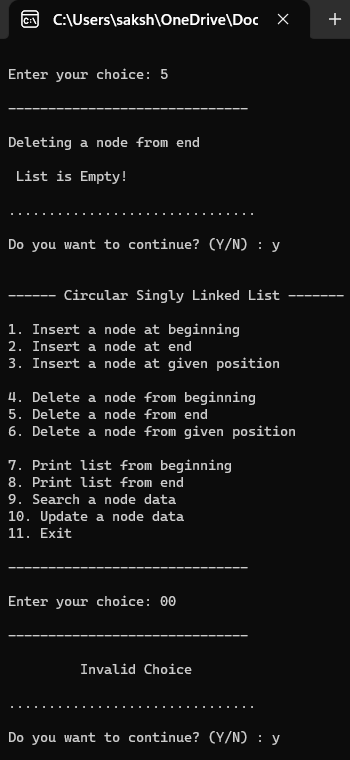 C:\Users\saksh\OneDrive\Doc
Enter your choice: 5
------------------------------
Deleting a node from end
List is Empty!
...............................
Do you want to continue? (Y/N) : y
------ Circular Singly Linked List -------
1. Insert a node at beginning
2. Insert a node at end
3. Insert a node at given position
4. Delete a node from beginning
5. Delete a node from end
6. Delete a node from given position
7. Print list from beginning
8. Print list from end
9. Search a node data
10. Update a node data
11. Exit
------------------------------
Enter your choice: 00
------------------------------
Invalid Choice
...............................
Do you want to continue? (Y/N) : y